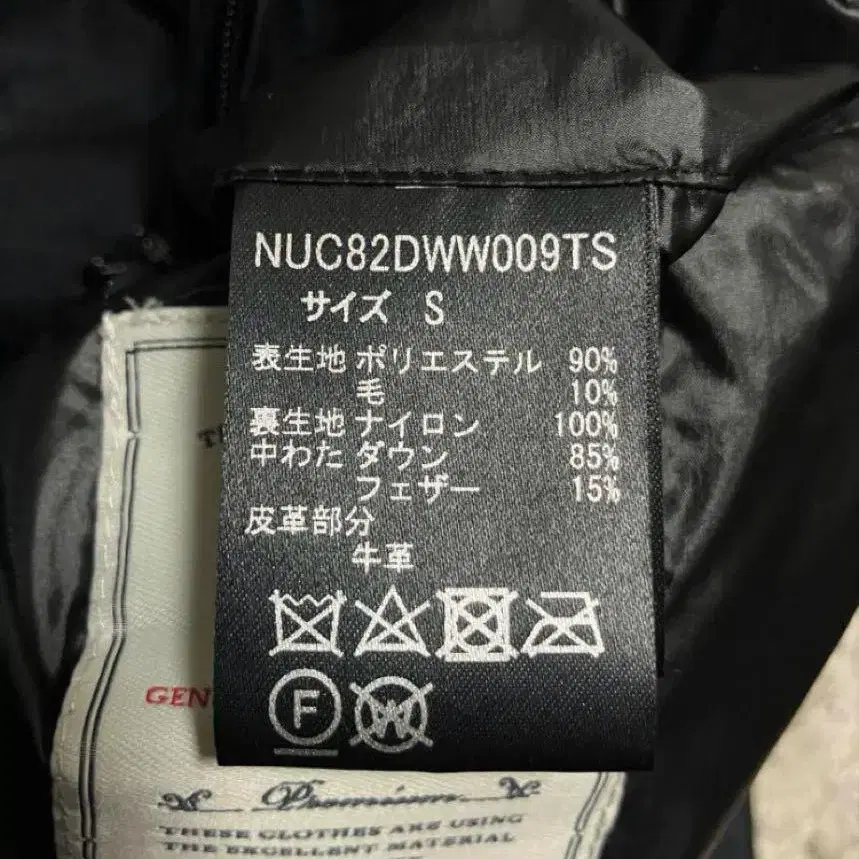 NUC82DWW009TS
サイズ S
表生地 ポリエステル 90%
毛 10%
裏生地 ナイロン 100%
中わた ダウン 85%
フェザー 15%
皮革部分
牛革
F
W
GEN
Premium
THESE CLOTHES ARE USING
THE EXCELLENT MATERIAL